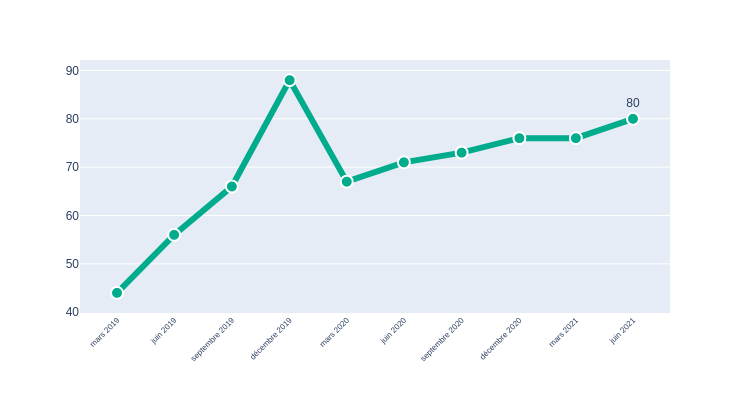 90
80
80
70
60
50
40
mars 2019
juin 2019
septembre 2019
décembre 2019
mars 2020
juin 2020
septembre 2020
décembre 2020
mars 2021
juin 2021